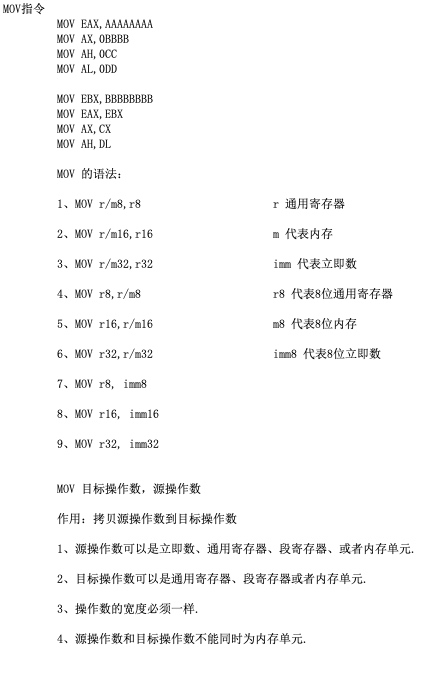 MOV指令
MOV EAX,AAAAAAAA
MOV AX,0BBBB
MOV AH,0CC
MOV AL,0DD
MOV EBX,BBBBBBBB
MOV EAX,EBX
MOV AX,CX
MOV AH,DL
MOV 的语法：
1、MOV r/m8,r8 r 通用寄存器
2、MOV r/m16,r16 m 代表内存
3、MOV r/m32,r32 imm 代表立即数
4、MOV r8,r/m8 r8 代表8位通用寄存器
5、MOV r16,r/m16 m8 代表8位内存
6、MOV r32,r/m32 imm8 代表8位立即数
7、MOV r8, imm8
8、MOV r16, imm16
9、MOV r32, imm32
MOV 目标操作数，源操作数
作用：拷贝源操作数到目标操作数
1、源操作数可以是立即数、通用寄存器、段寄存器、或者内存单元.
2、目标操作数可以是通用寄存器、段寄存器或者内存单元.
3、操作数的宽度必须一样.
4、源操作数和目标操作数不能同时为内存单元.